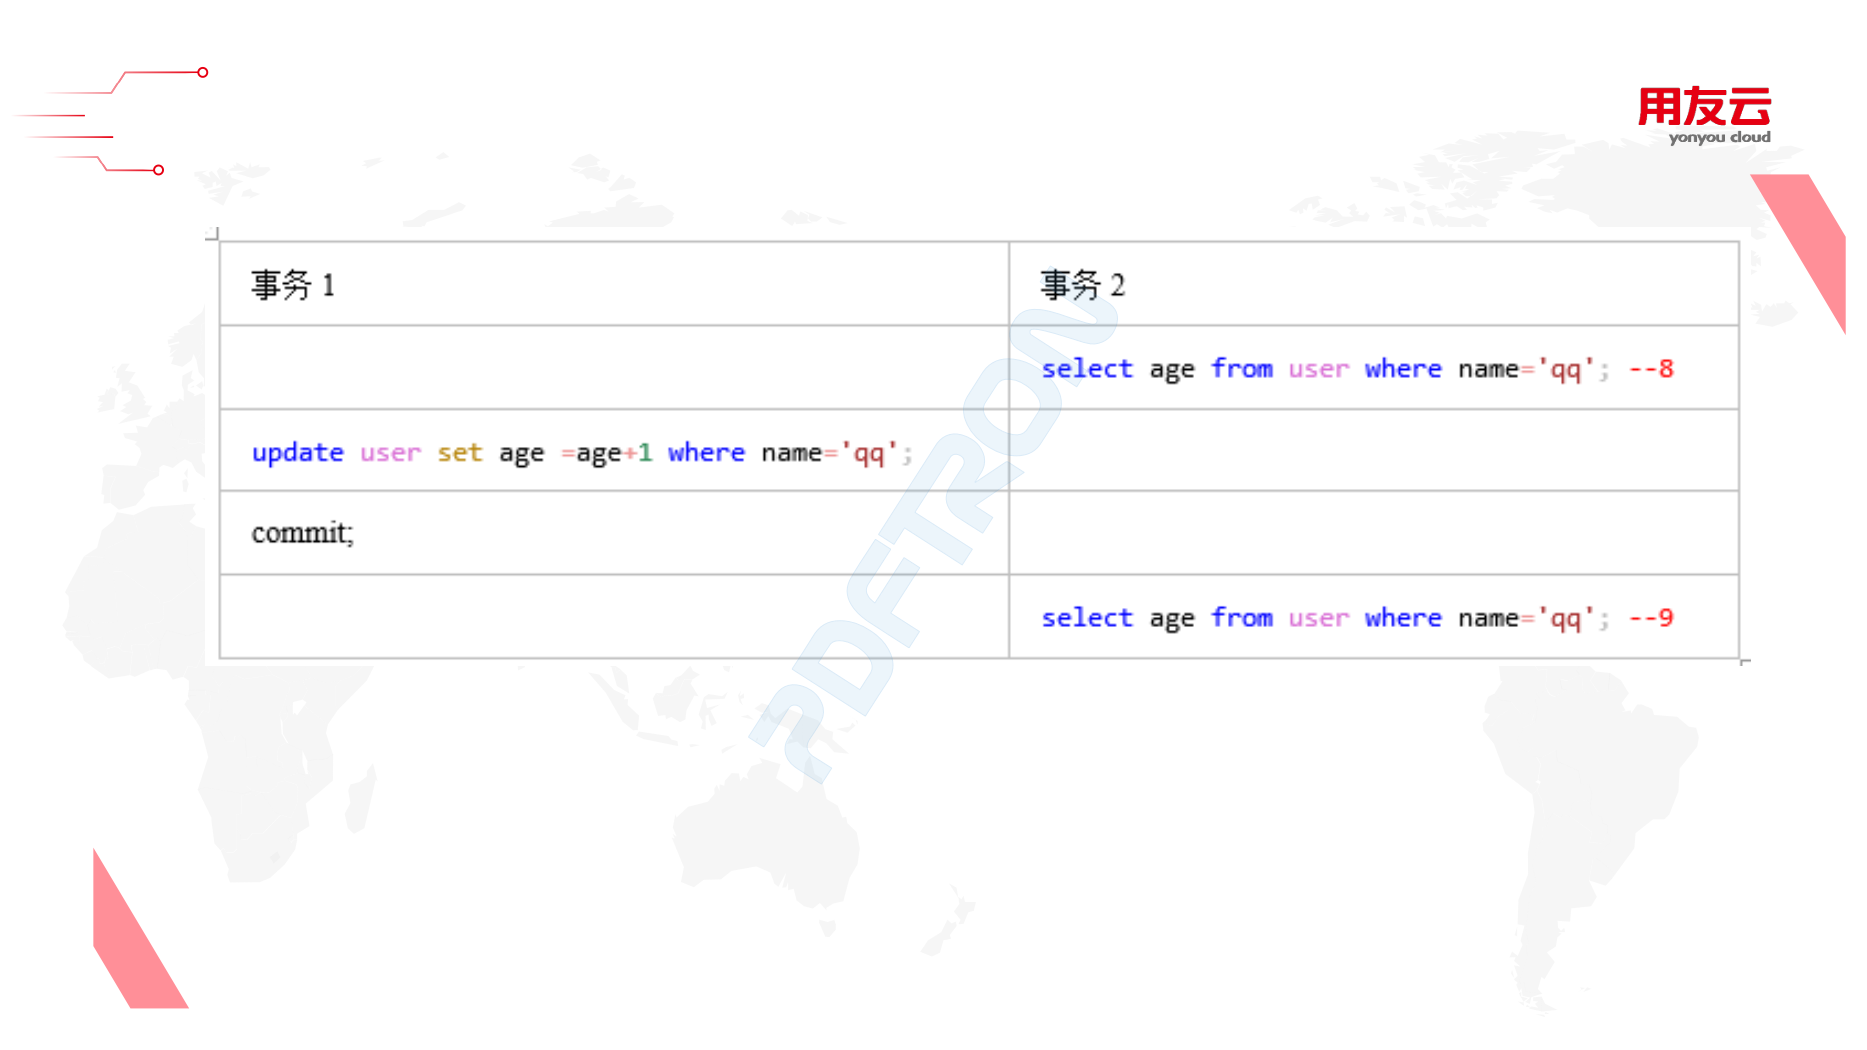 用友云
yonyou cloud
事务 1
事务 2
select age from user where name='qq'; --8
update user set age =age+1 where name='qq';
commit;
select age from user where name='qq'; --9
PDFTRON